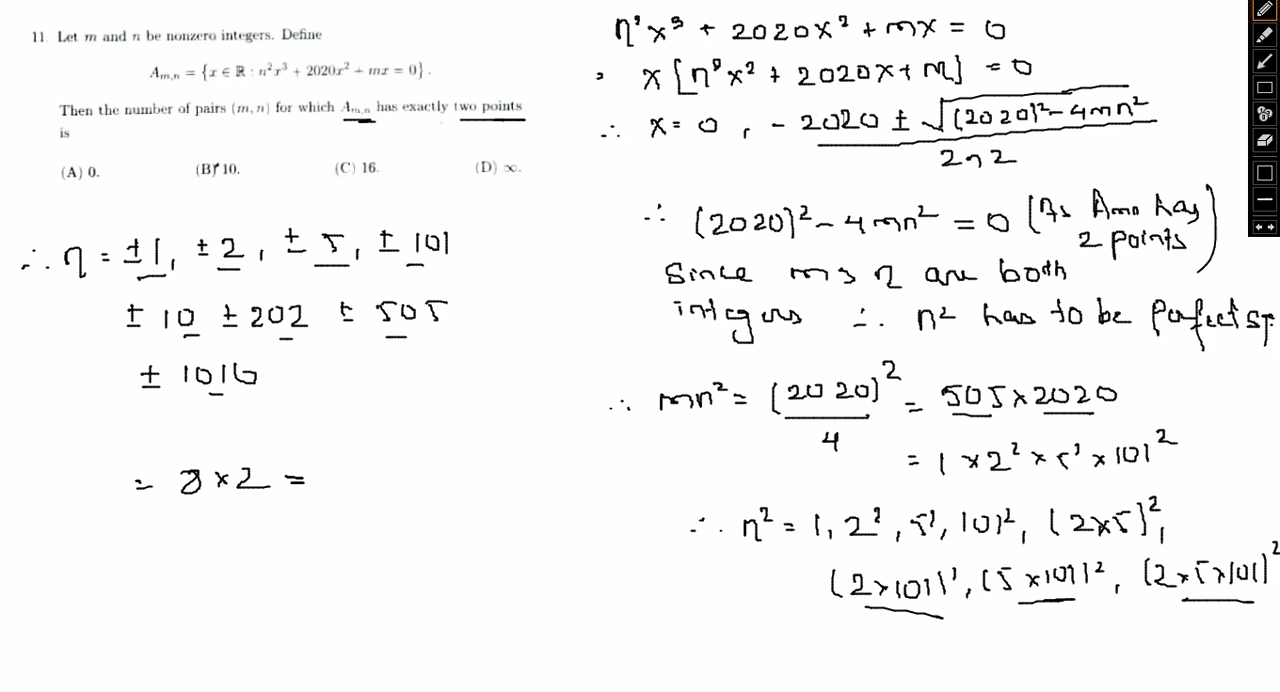 11. Let m and n be nonzero integers. Define
A_{m,n} = {x ∈ ℝ : n²x³ + 2020x² + mx = 0}.
Then the number of pairs (m, n) for which A_{m,n} has exactly two points
is
(A) 0. (B) 10. (C) 16. (D) ∞.
n²x³ + 2020x² + mx = 0
x[n²x² + 2020x + m] = 0
∴ x = 0, -2020 ± √(2020)² - 4mn²
2n2
∴ (2020)² - 4mn² = 0 (As Amn has
2 points)
Since m & n are both
integers ∴ n² has to be perfect sq.
∴ mn² = (2020)² / 4 = 505 × 2020
= 1 × 2² × 5² × 101²
∴ n² = 1, 2², 5², 101², (2×5)²,
(2×101)², (5×101)², (2×5×101)²
∴ n = ±1, ±2, ±5, ±101
±10 ±202 ±505
±1010
= 8 × 2 =